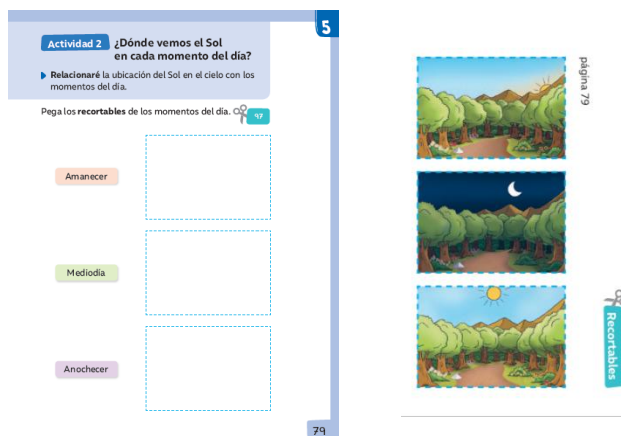 5
Actividad 2
¿Dónde vemos el Sol
en cada momento del día?
Relacionaré la ubicación del Sol en el cielo con los
momentos del día.
Pega los recortables de los momentos del día.
97
Amanecer
Mediodía
Anochecer
79
página 79
Recortables